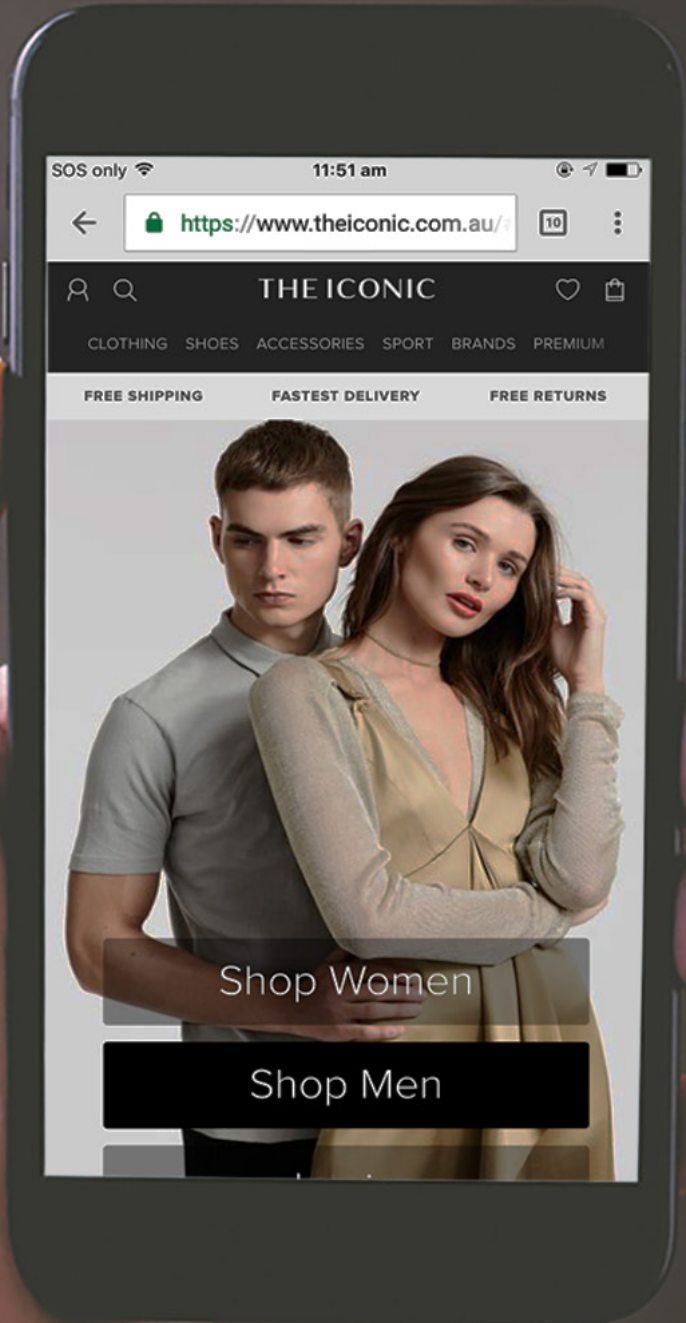 SOS only 11:51 am
https://www.theiconic.com.au/ 10
THE ICONIC
CLOTHING SHOES ACCESSORIES SPORT BRANDS PREMIUM
FREE SHIPPING FASTEST DELIVERY FREE RETURNS
Shop Women
Shop Men